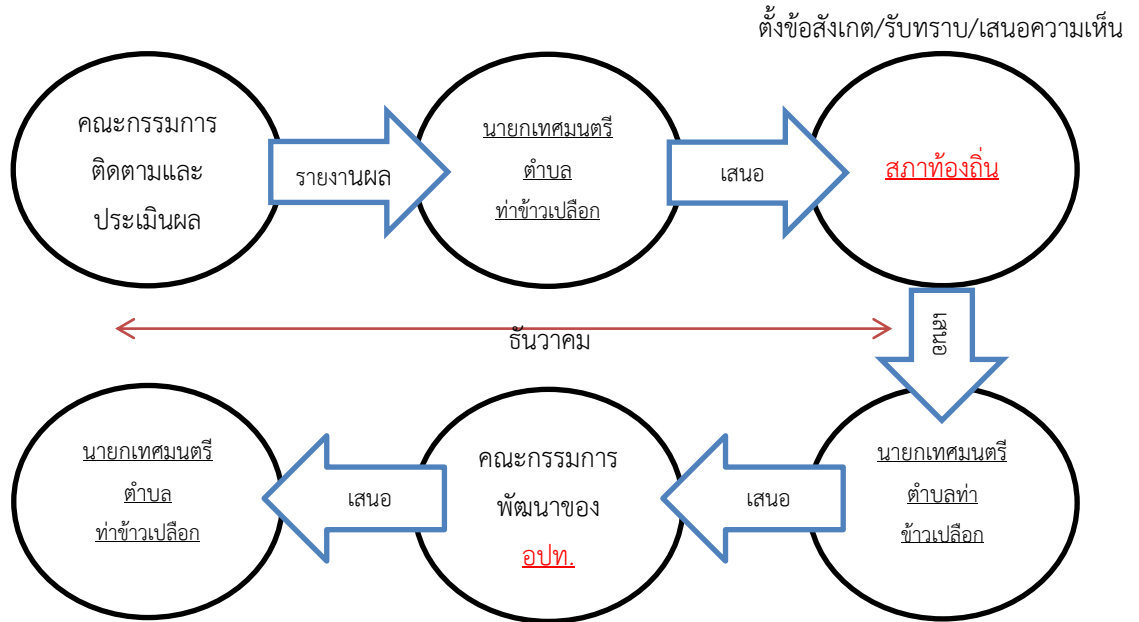 ตั้งข้อสังเกต/รับทราบ/เสนอความเห็น
คณะกรรมการ
ติดตามและ
ประเมินผล
รายงานผล
นายกเทศมนตรี
ตำบล
ท่าข้าวเปลือก
เสนอ
สภาท้องถิ่น
เสนอ
ธันวาคม
นายกเทศมนตรี
ตำบลท่า
ข้าวเปลือก
เสนอ
คณะกรรมการ
พัฒนาของ
อปท.
เสนอ
นายกเทศมนตรี
ตำบล
ท่าข้าวเปลือก